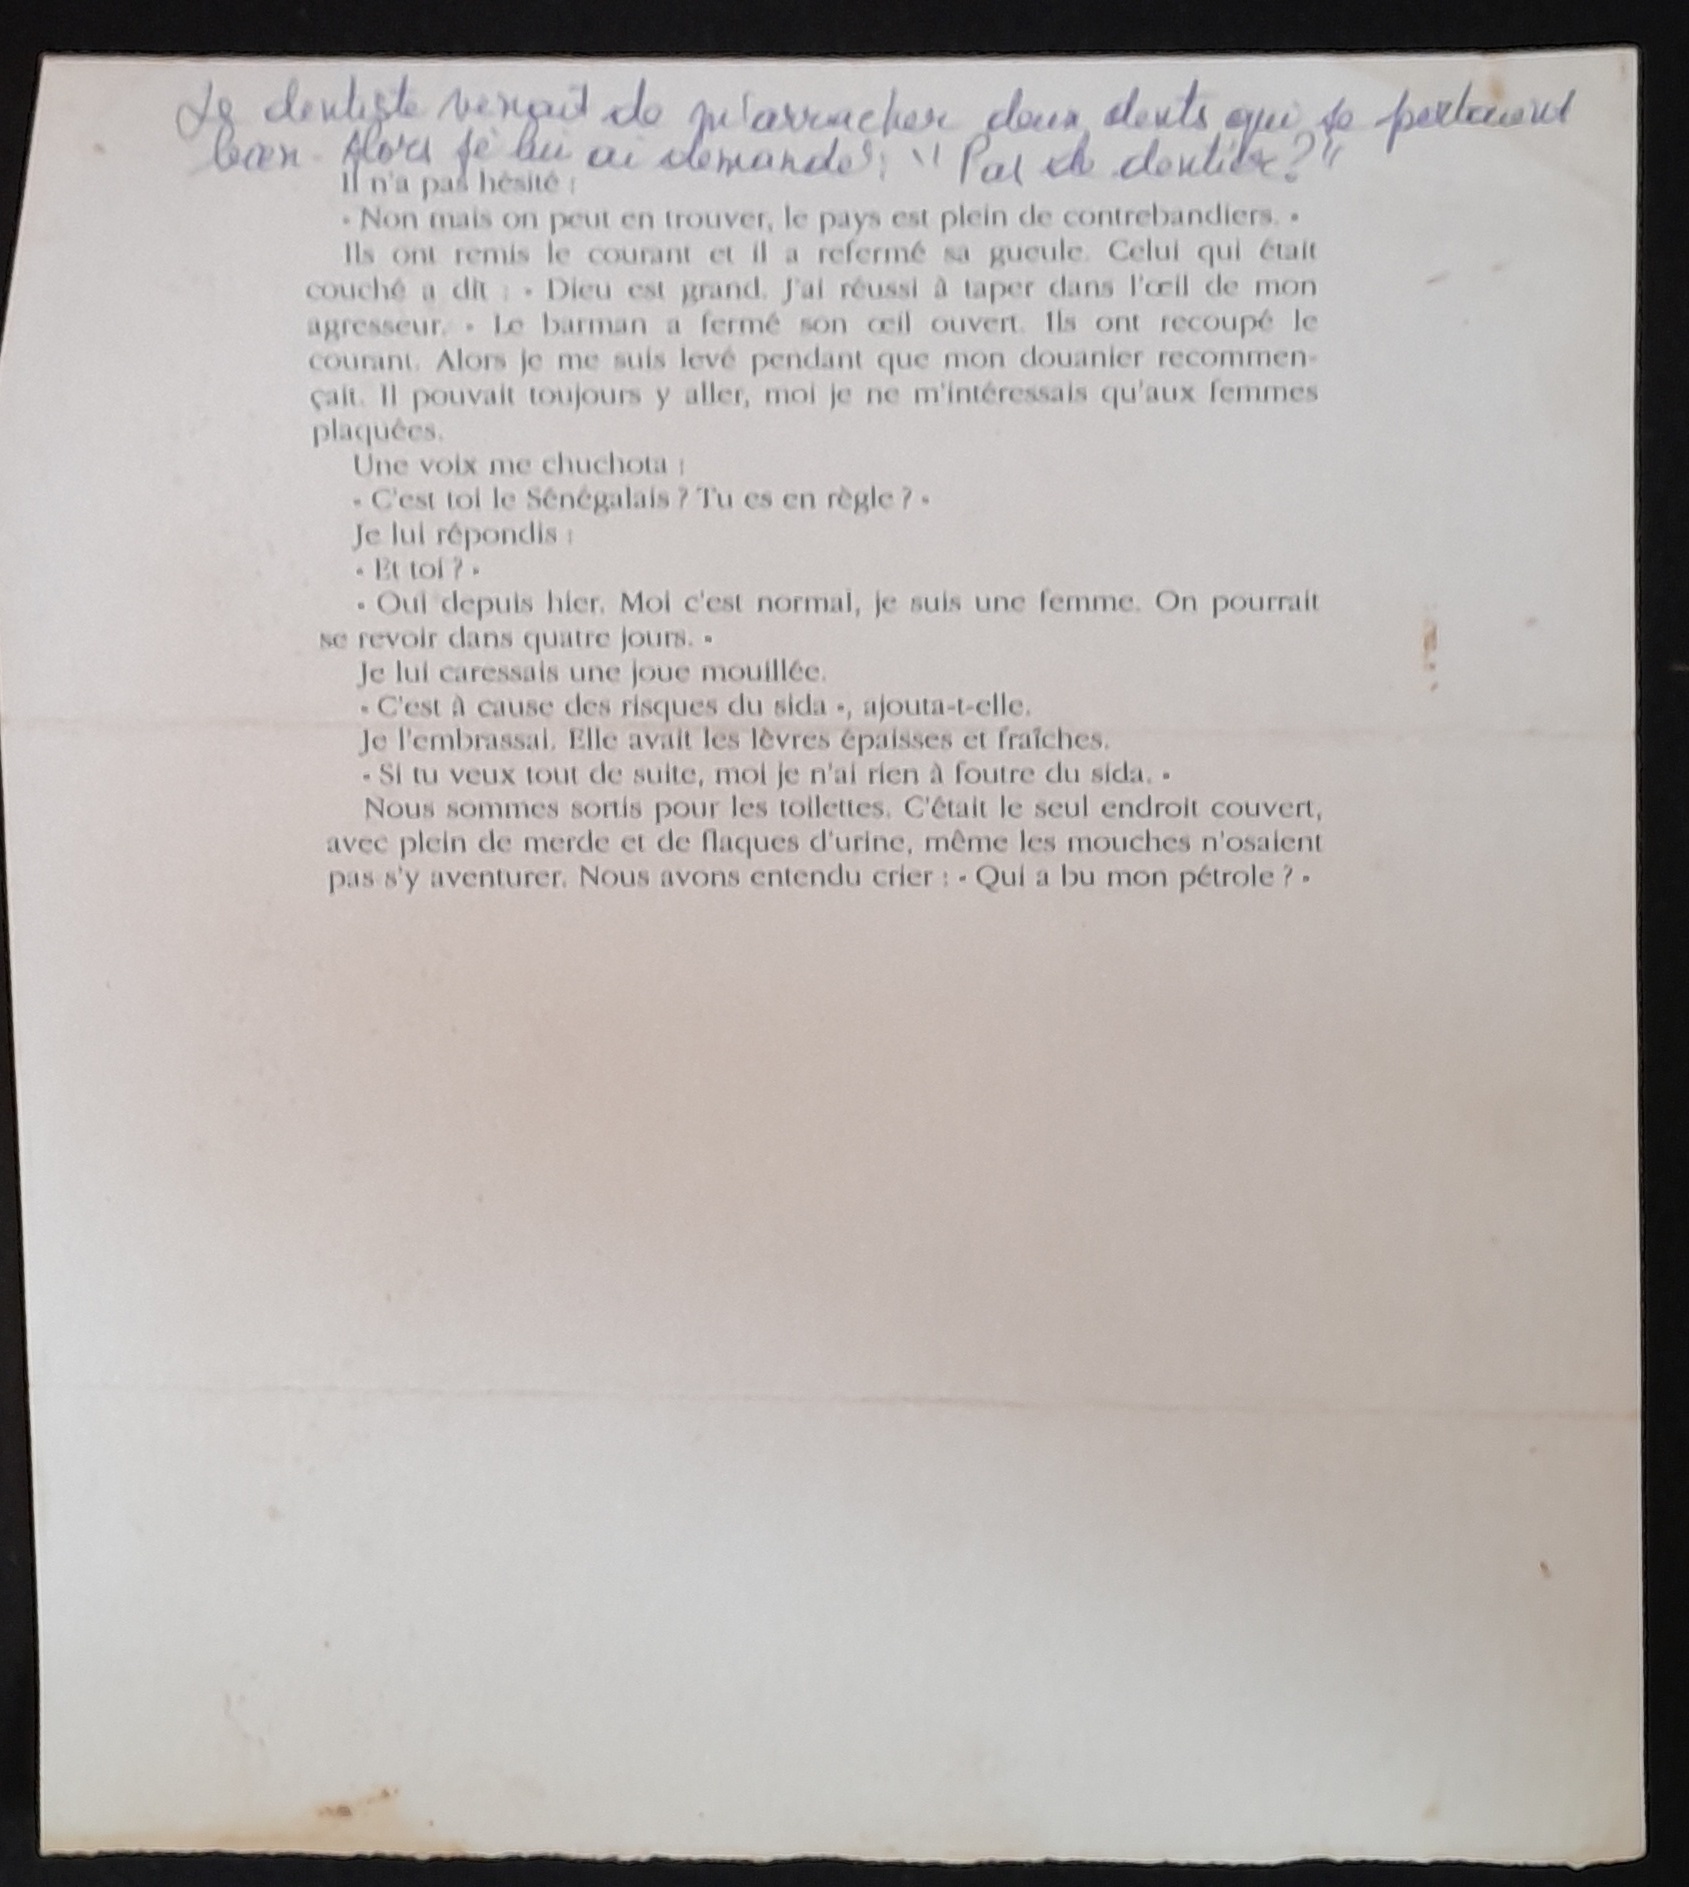 Le dentiste venait de m'arracher deux dents qui se portaient
bien. Alors je lui ai demandé : "Pas de dentier ?"
Il n'a pas hésité :
« Non mais on peut en trouver, le pays est plein de contrebandiers. »
Ils ont remis le courant et il a refermé sa gueule. Celui qui était
couché a dit : « Dieu est grand. J'ai réussi à taper dans l'œil de mon
agresseur. » Le barman a fermé son œil ouvert. Ils ont recoupé le
courant. Alors je me suis levé pendant que mon douanier recommen-
çait. Il pouvait toujours y aller, moi je ne m'intéressais qu'aux femmes
plaquées.
Une voix me chuchota :
« C'est toi le Sénégalais ? Tu es en règle ? »
Je lui répondis :
« Et toi ? »
« Oui depuis hier. Moi c'est normal, je suis une femme. On pourrait
se revoir dans quatre jours. »
Je lui caressais une joue mouillée.
« C'est à cause des risques du sida », ajouta-t-elle.
Je l'embrassai. Elle avait les lèvres épaisses et fraîches.
« Si tu veux tout de suite, moi je n'ai rien à foutre du sida. »
Nous sommes sortis pour les toilettes. C'était le seul endroit couvert,
avec plein de merde et de flaques d'urine, même les mouches n'osaient
pas s'y aventurer. Nous avons entendu crier : « Qui a bu mon pétrole ? »